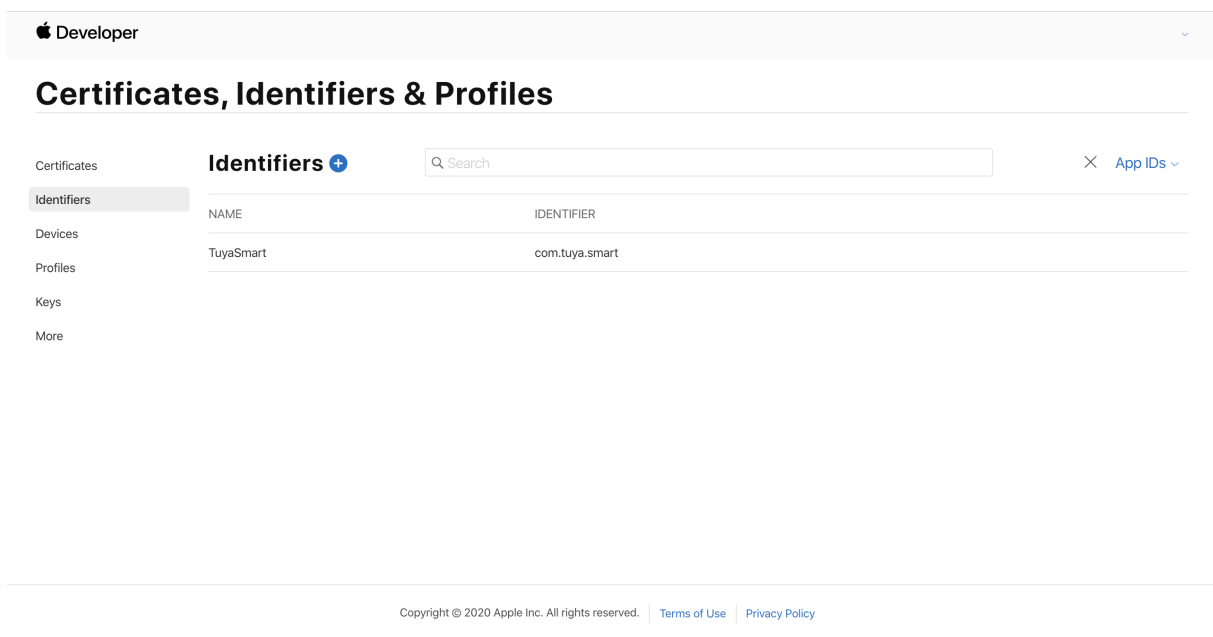 Developer
Certificates, Identifiers & Profiles
Certificates
Identifiers
Devices
Profiles
Keys
More
Identifiers
Search
App IDs
NAME IDENTIFIER
TuyaSmart com.tuya.smart
Copyright © 2020 Apple Inc. All rights reserved. Terms of Use Privacy Policy